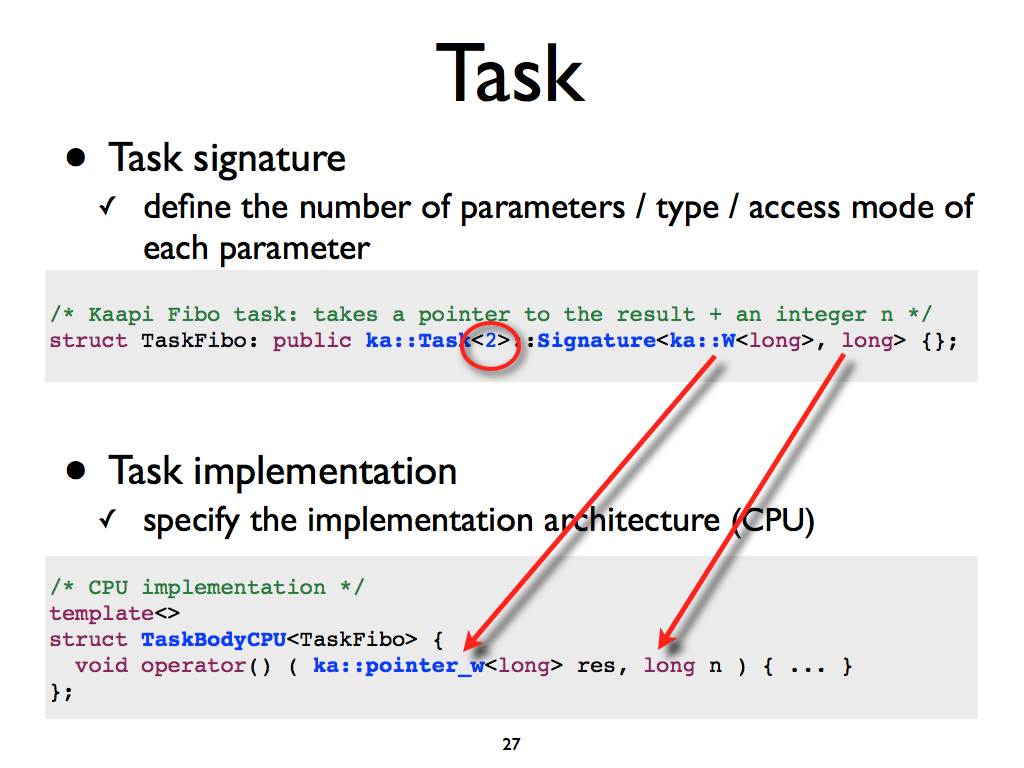 Task
• Task signature
✓ define the number of parameters / type / access mode of
each parameter
/* Kaapi Fibo task: takes a pointer to the result + an integer n */
struct TaskFibo: public ka::Task<2>::Signature<ka::W<long>, long> {};
• Task implementation
✓ specify the implementation architecture (CPU)
/* CPU implementation */
template<>
struct TaskBodyCPU<TaskFibo> {
  void operator() ( ka::pointer_w<long> res, long n ) { ... }
};
27